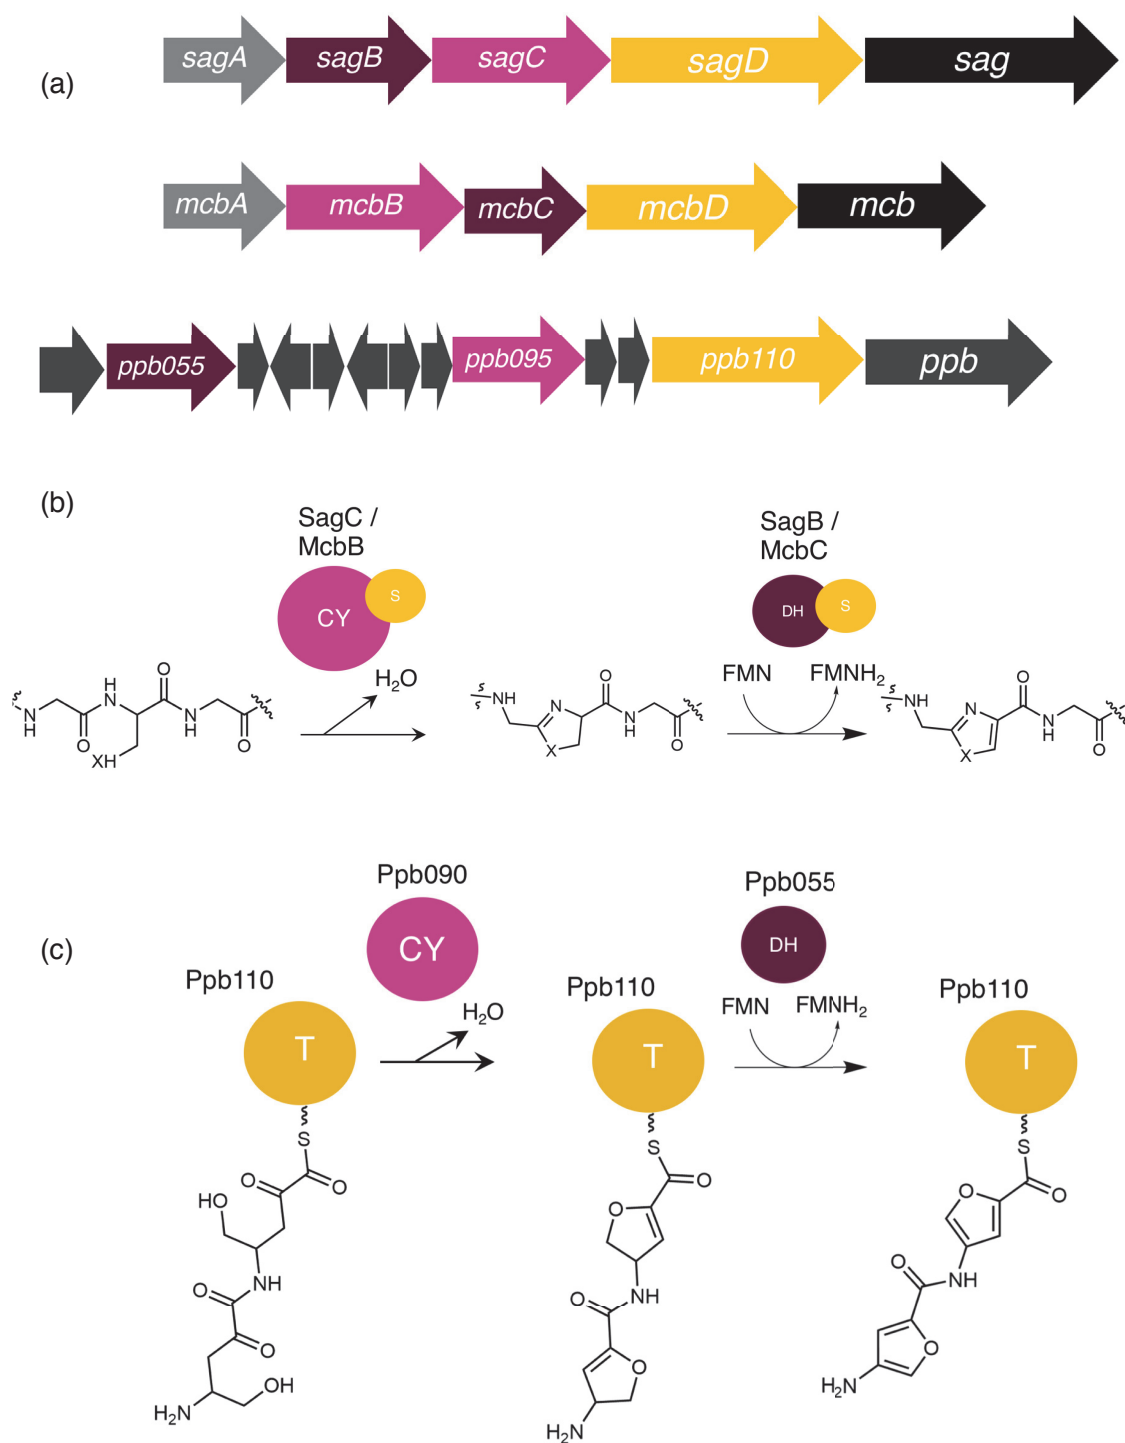 (a)
sagA sagB sagC sagD sag
mcbA mcbB mcbC mcbD mcb
ppb055 ppb095 ppb110 ppb
(b)
SagC /
McbB
CY S
SagB /
McbC
DH S
H2O
FMN FMNH2
O H N N H O N H O XH
NH N X O N H O
NH N X O N H O
(c)
Ppb090
CY
Ppb055
DH
Ppb110
T
H2O
Ppb110
T
FMN FMNH2
Ppb110
T
S O O HO NH O O OH H2N
S O O NH O O H2N
S O O NH O O H2N